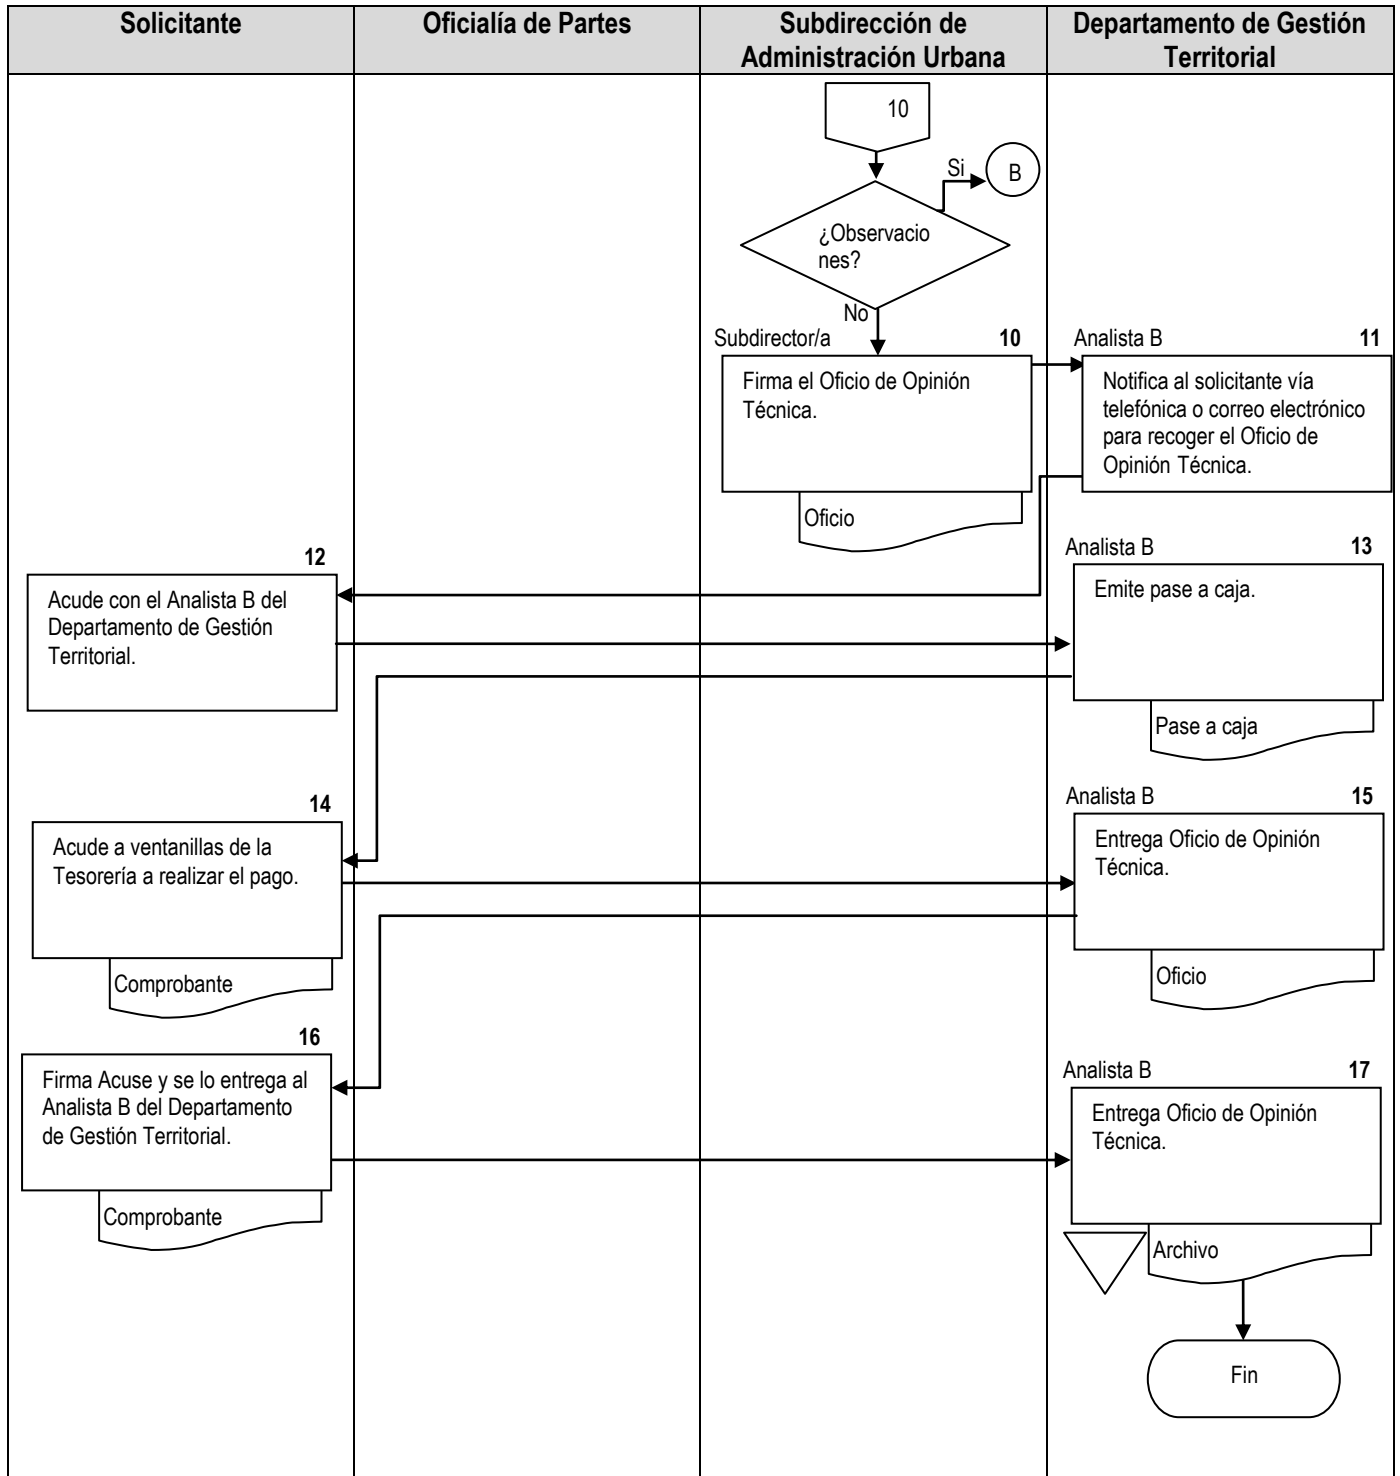 Solicitante
Oficialía de Partes
Subdirección de
Administración Urbana
Departamento de Gestión
Territorial
10
Si
B
¿Observacio
nes?
No
Subdirector/a 10
Firma el Oficio de Opinión
Técnica.
Oficio
Analista B 11
Notifica al solicitante vía
telefónica o correo electrónico
para recoger el Oficio de
Opinión Técnica.
12
Acude con el Analista B del
Departamento de Gestión
Territorial.
Analista B 13
Emite pase a caja.
Pase a caja
14
Acude a ventanillas de la
Tesorería a realizar el pago.
Comprobante
Analista B 15
Entrega Oficio de Opinión
Técnica.
Oficio
16
Firma Acuse y se lo entrega al
Analista B del Departamento
de Gestión Territorial.
Comprobante
Analista B 17
Entrega Oficio de Opinión
Técnica.
Archivo
Fin